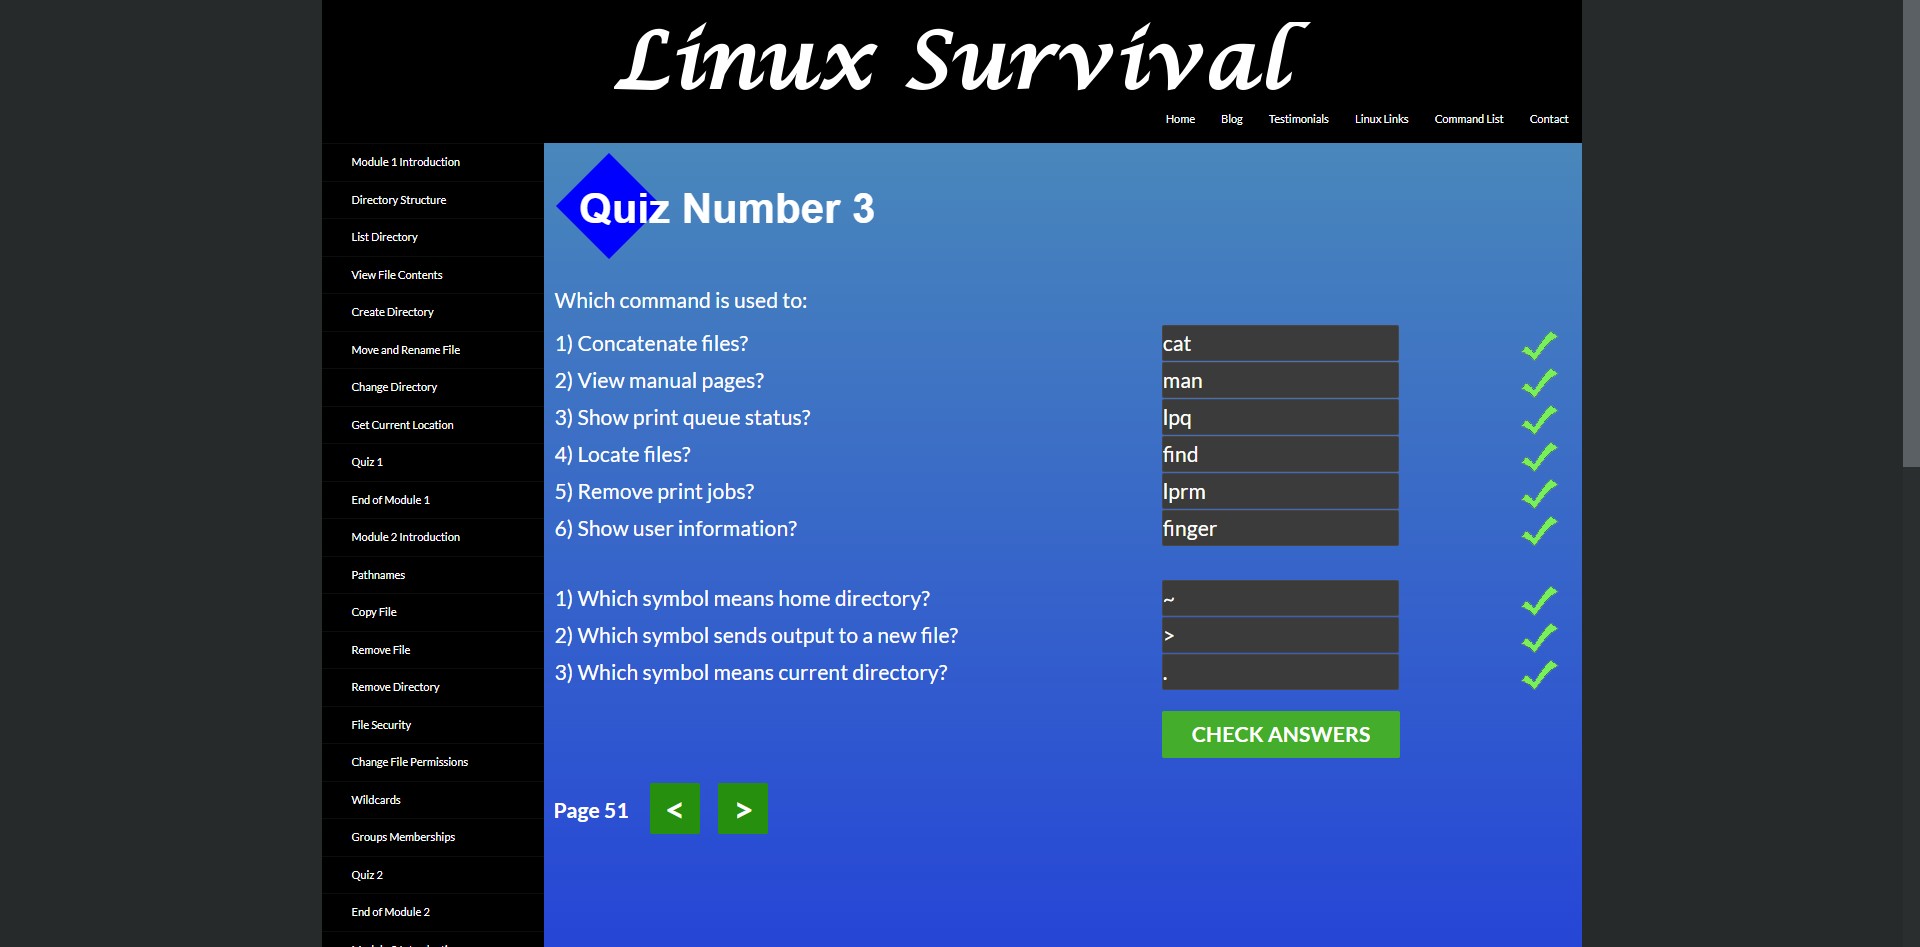 Linux Survival
Home Blog Testimonials Linux Links Command List Contact
Module 1 Introduction
Directory Structure
List Directory
View File Contents
Create Directory
Move and Rename File
Change Directory
Get Current Location
Quiz 1
End of Module 1
Module 2 Introduction
Pathnames
Copy File
Remove File
Remove Directory
File Security
Change File Permissions
Wildcards
Groups Memberships
Quiz 2
End of Module 2
Quiz Number 3
Which command is used to:
1) Concatenate files? cat
2) View manual pages? man
3) Show print queue status? lpq
4) Locate files? find
5) Remove print jobs? lprm
6) Show user information? finger
1) Which symbol means home directory? ~
2) Which symbol sends output to a new file? >
3) Which symbol means current directory? .
CHECK ANSWERS
Page 51 < >